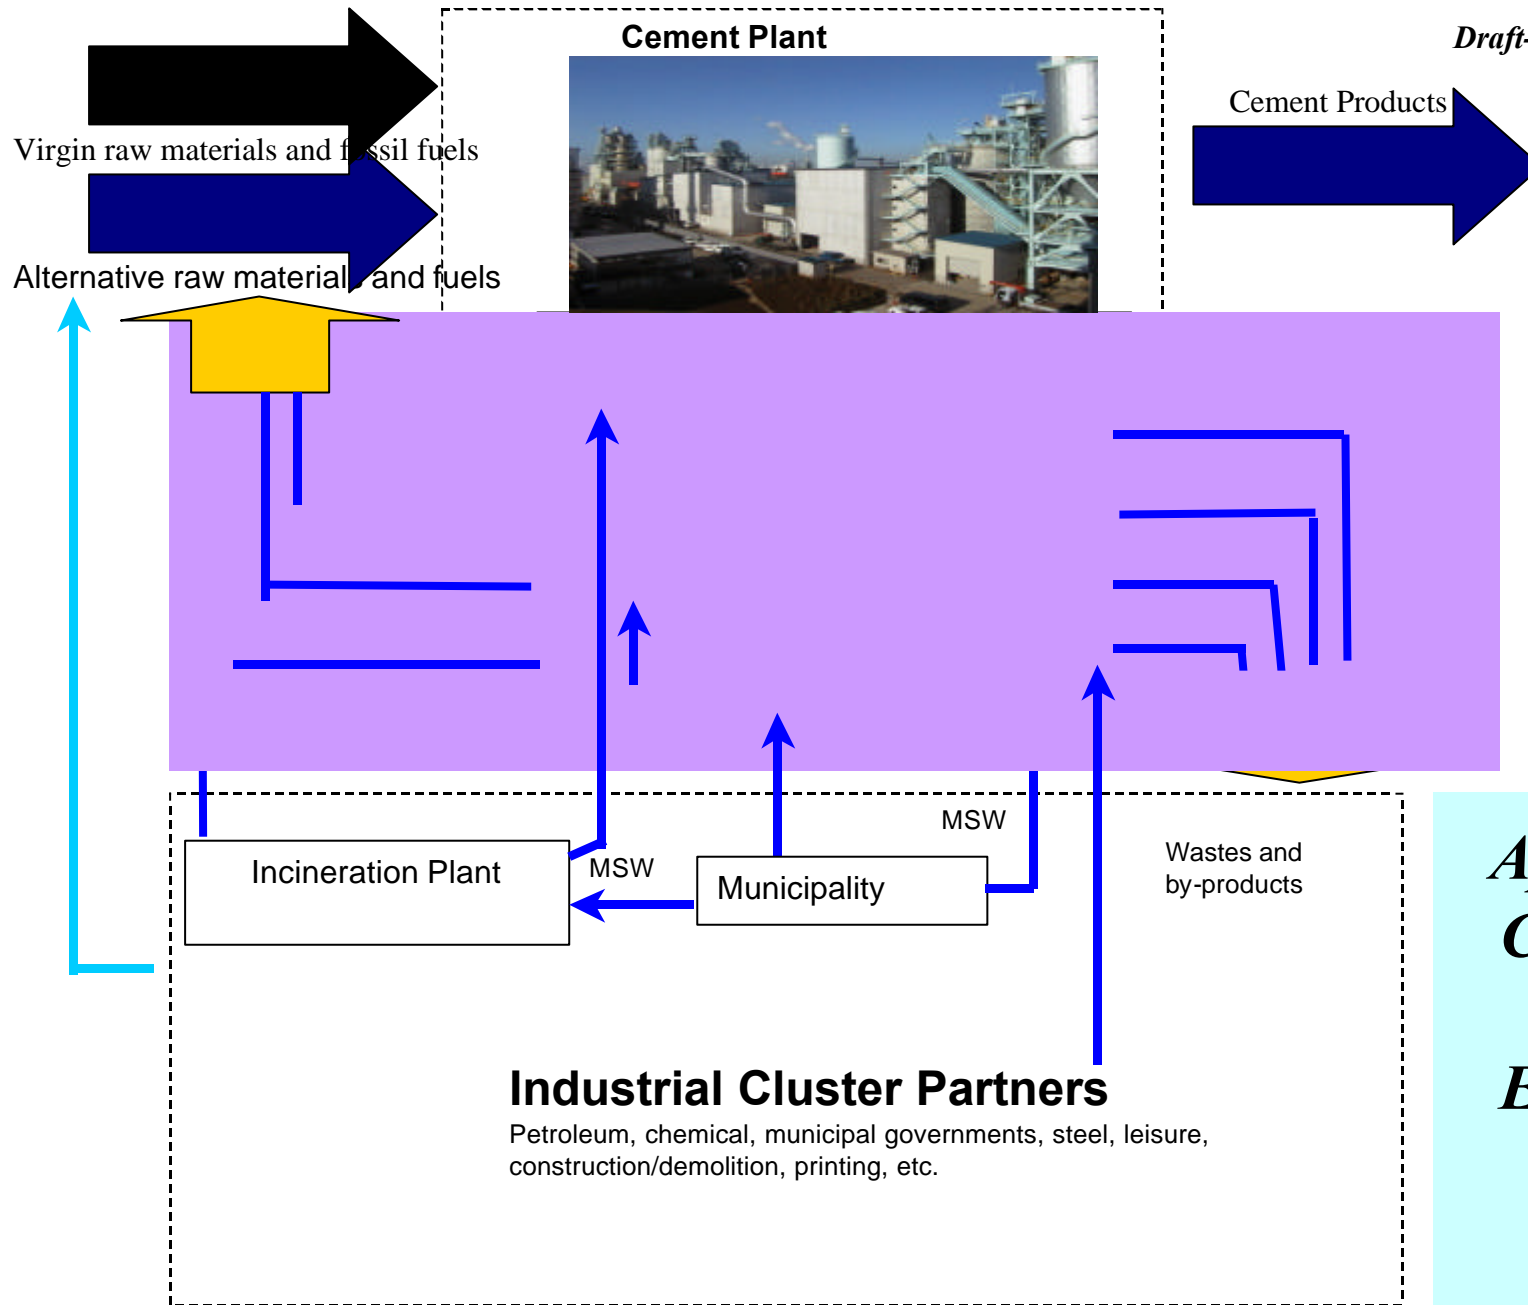 Cement Plant
Draft-
Cement Products
Virgin raw materials and fossil fuels
Alternative raw materials and fuels
MSW
Wastes and
by-products
Incineration Plant
MSW
Municipality
Industrial Cluster Partners
Petroleum, chemical, municipal governments, steel, leisure,
construction/demolition, printing, etc.